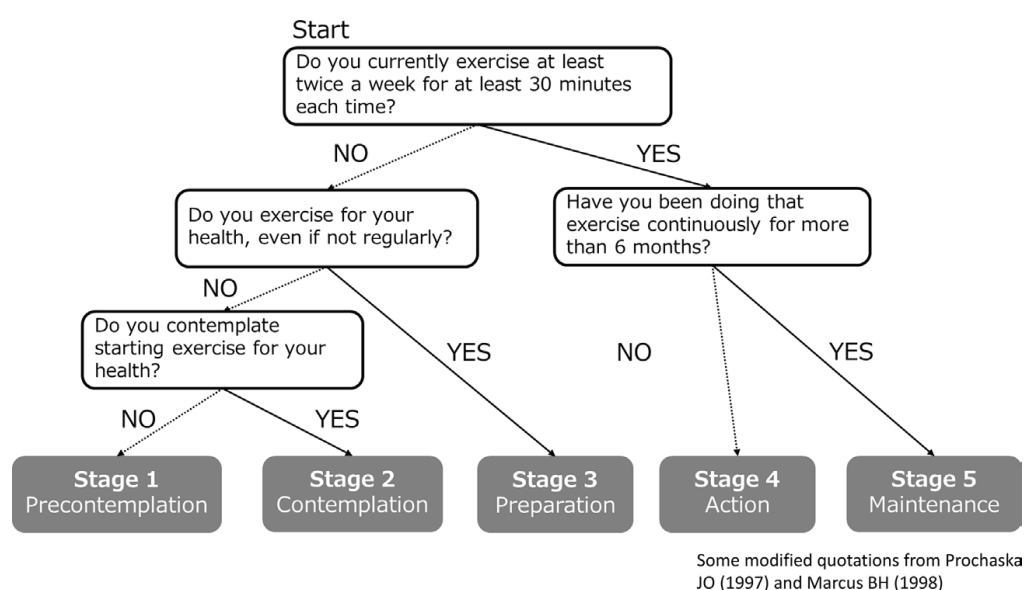 Start
Do you currently exercise at least
twice a week for at least 30 minutes
each time?
NO
YES
Do you exercise for your
health, even if not regularly?
Have you been doing that
exercise continuously for more
than 6 months?
NO
Do you contemplate
starting exercise for your
health?
YES
NO
YES
NO
YES
Stage 1
Precontemplation
Stage 2
Contemplation
Stage 3
Preparation
Stage 4
Action
Stage 5
Maintenance
Some modified quotations from Prochaska
JO (1997) and Marcus BH (1998)